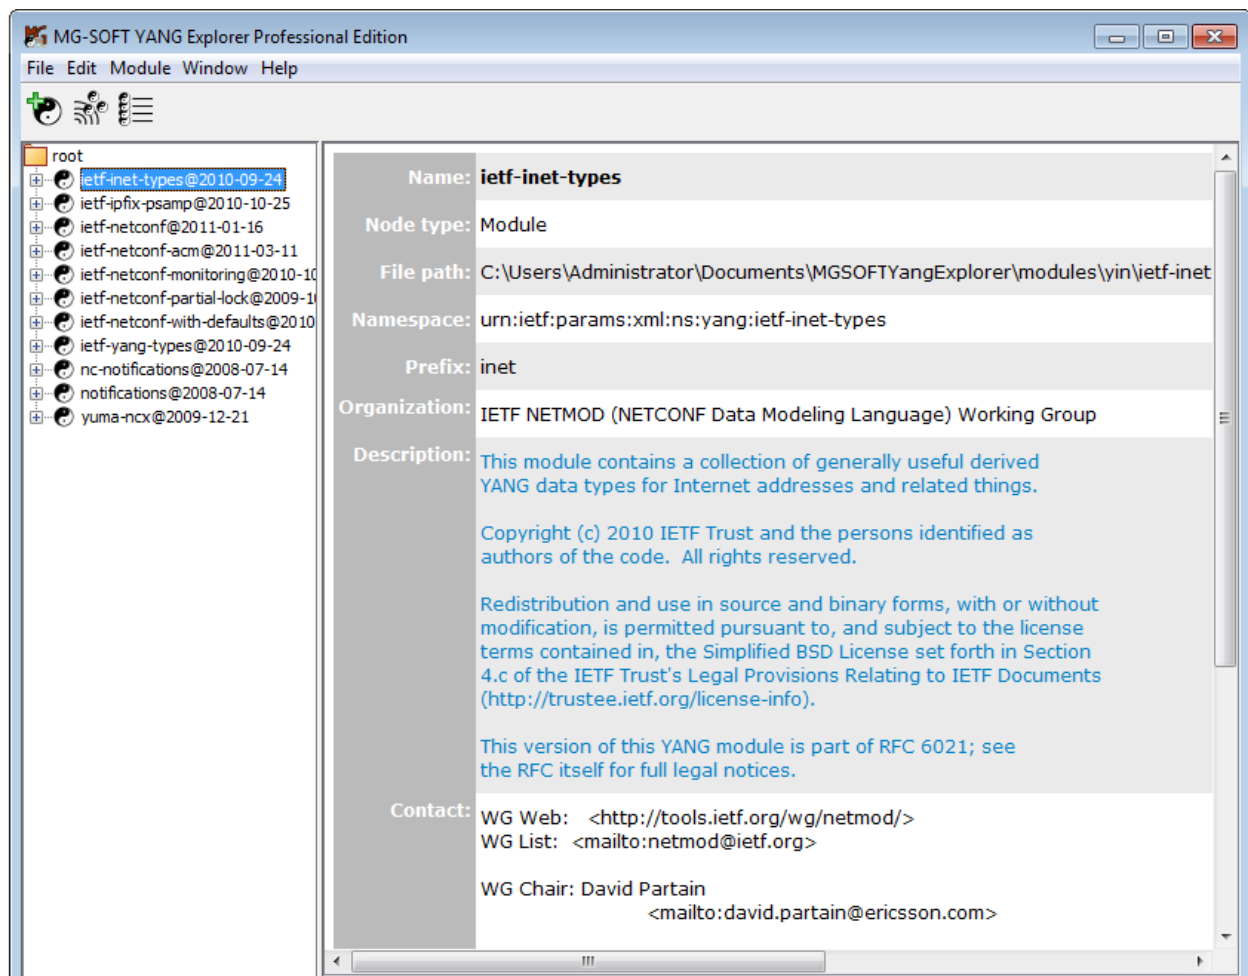 MG-SOFT YANG Explorer Professional Edition
File Edit Module Window Help
root
ietf-inet-types@2010-09-24
ietf-ipfix-psamp@2010-10-25
ietf-netconf@2011-01-16
ietf-netconf-acm@2011-03-11
ietf-netconf-monitoring@2010-10
ietf-netconf-partial-lock@2009-1
ietf-netconf-with-defaults@2010
ietf-yang-types@2010-09-24
nc-notifications@2008-07-14
notifications@2008-07-14
yuma-ncx@2009-12-21
Name: ietf-inet-types
Node type: Module
File path: C:\Users\Administrator\Documents\MGSOFTYangExplorer\modules\yin\ietf-inet
Namespace: urn:ietf:params:xml:ns:yang:ietf-inet-types
Prefix: inet
Organization: IETF NETMOD (NETCONF Data Modeling Language) Working Group
Description: This module contains a collection of generally useful derived
YANG data types for Internet addresses and related things.
Copyright (c) 2010 IETF Trust and the persons identified as
authors of the code.  All rights reserved.
Redistribution and use in source and binary forms, with or without
modification, is permitted pursuant to, and subject to the license
terms contained in, the Simplified BSD License set forth in Section
4.c of the IETF Trust's Legal Provisions Relating to IETF Documents
(http://trustee.ietf.org/license-info).
This version of this YANG module is part of RFC 6021; see
the RFC itself for full legal notices.
Contact: WG Web:   <http://tools.ietf.org/wg/netmod/>
WG List:  <mailto:netmod@ietf.org>
WG Chair: David Partain
<mailto:david.partain@ericsson.com>